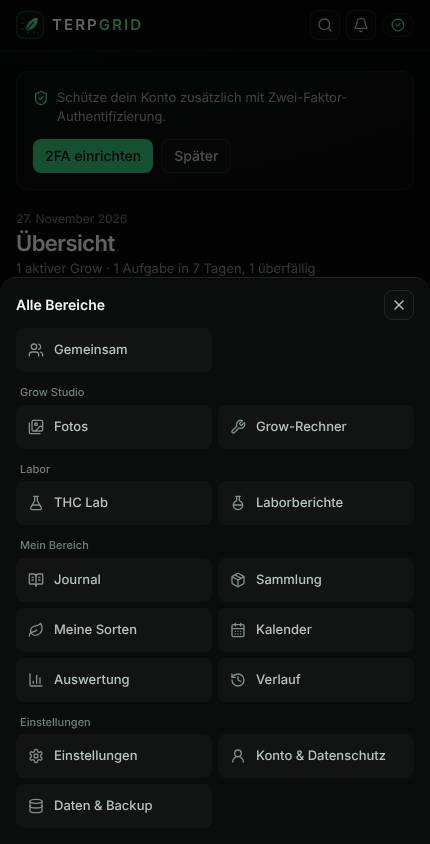 TERPGRID
Schütze dein Konto zusätzlich mit Zwei-Faktor-
Authentifizierung.
2FA einrichten
Später
27. November 2026
Übersicht
1 aktiver Grow · 1 Aufgabe in 7 Tagen, 1 überfällig
Alle Bereiche
Gemeinsam
Grow Studio
Fotos
Grow-Rechner
Labor
THC Lab
Laborberichte
Mein Bereich
Journal
Sammlung
Meine Sorten
Kalender
Auswertung
Verlauf
Einstellungen
Einstellungen
Konto & Datenschutz
Daten & Backup